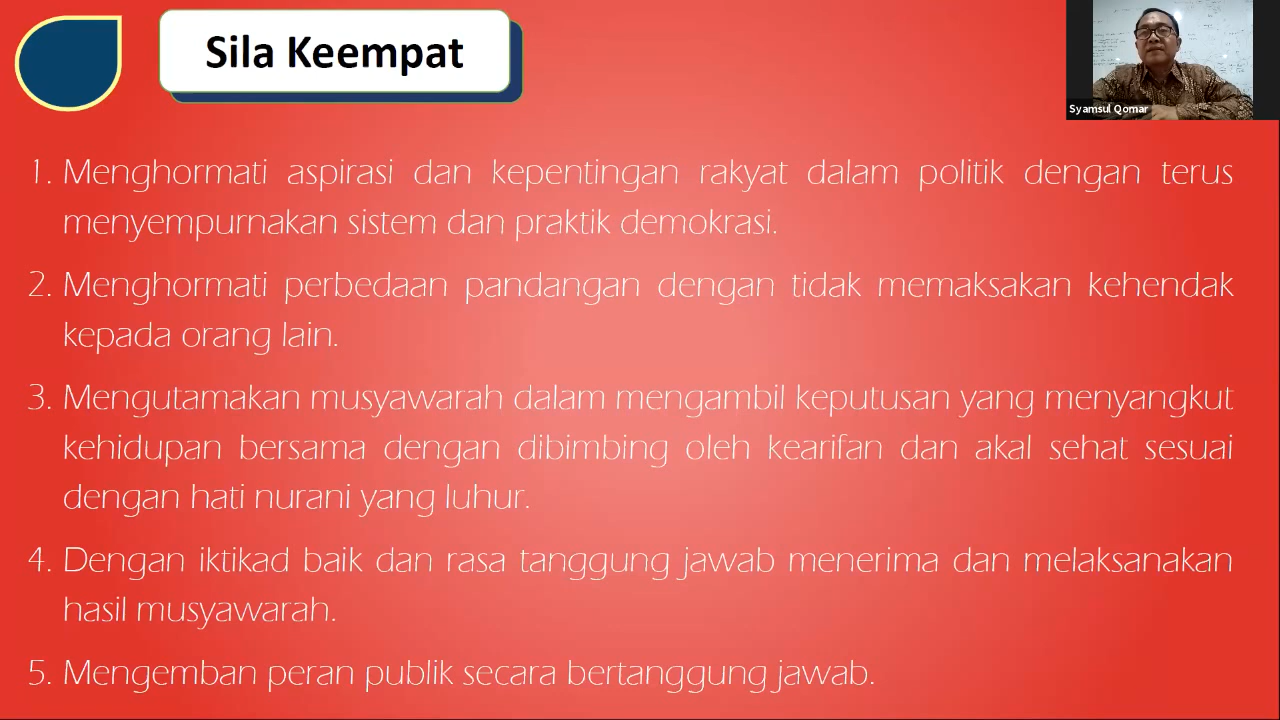 Sila Keempat
Syamsul Qomar
1. Menghormati aspirasi dan kepentingan rakyat dalam politik dengan terus
menyempurnakan sistem dan praktik demokrasi.
2. Menghormati perbedaan pandangan dengan tidak memaksakan kehendak
kepada orang lain.
3. Mengutamakan musyawarah dalam mengambil keputusan yang menyangkut
kehidupan bersama dengan dibimbing oleh kearifan dan akal sehat sesuai
dengan hati nurani yang luhur.
4. Dengan iktikad baik dan rasa tanggung jawab menerima dan melaksanakan
hasil musyawarah.
5. Mengemban peran publik secara bertanggung jawab.